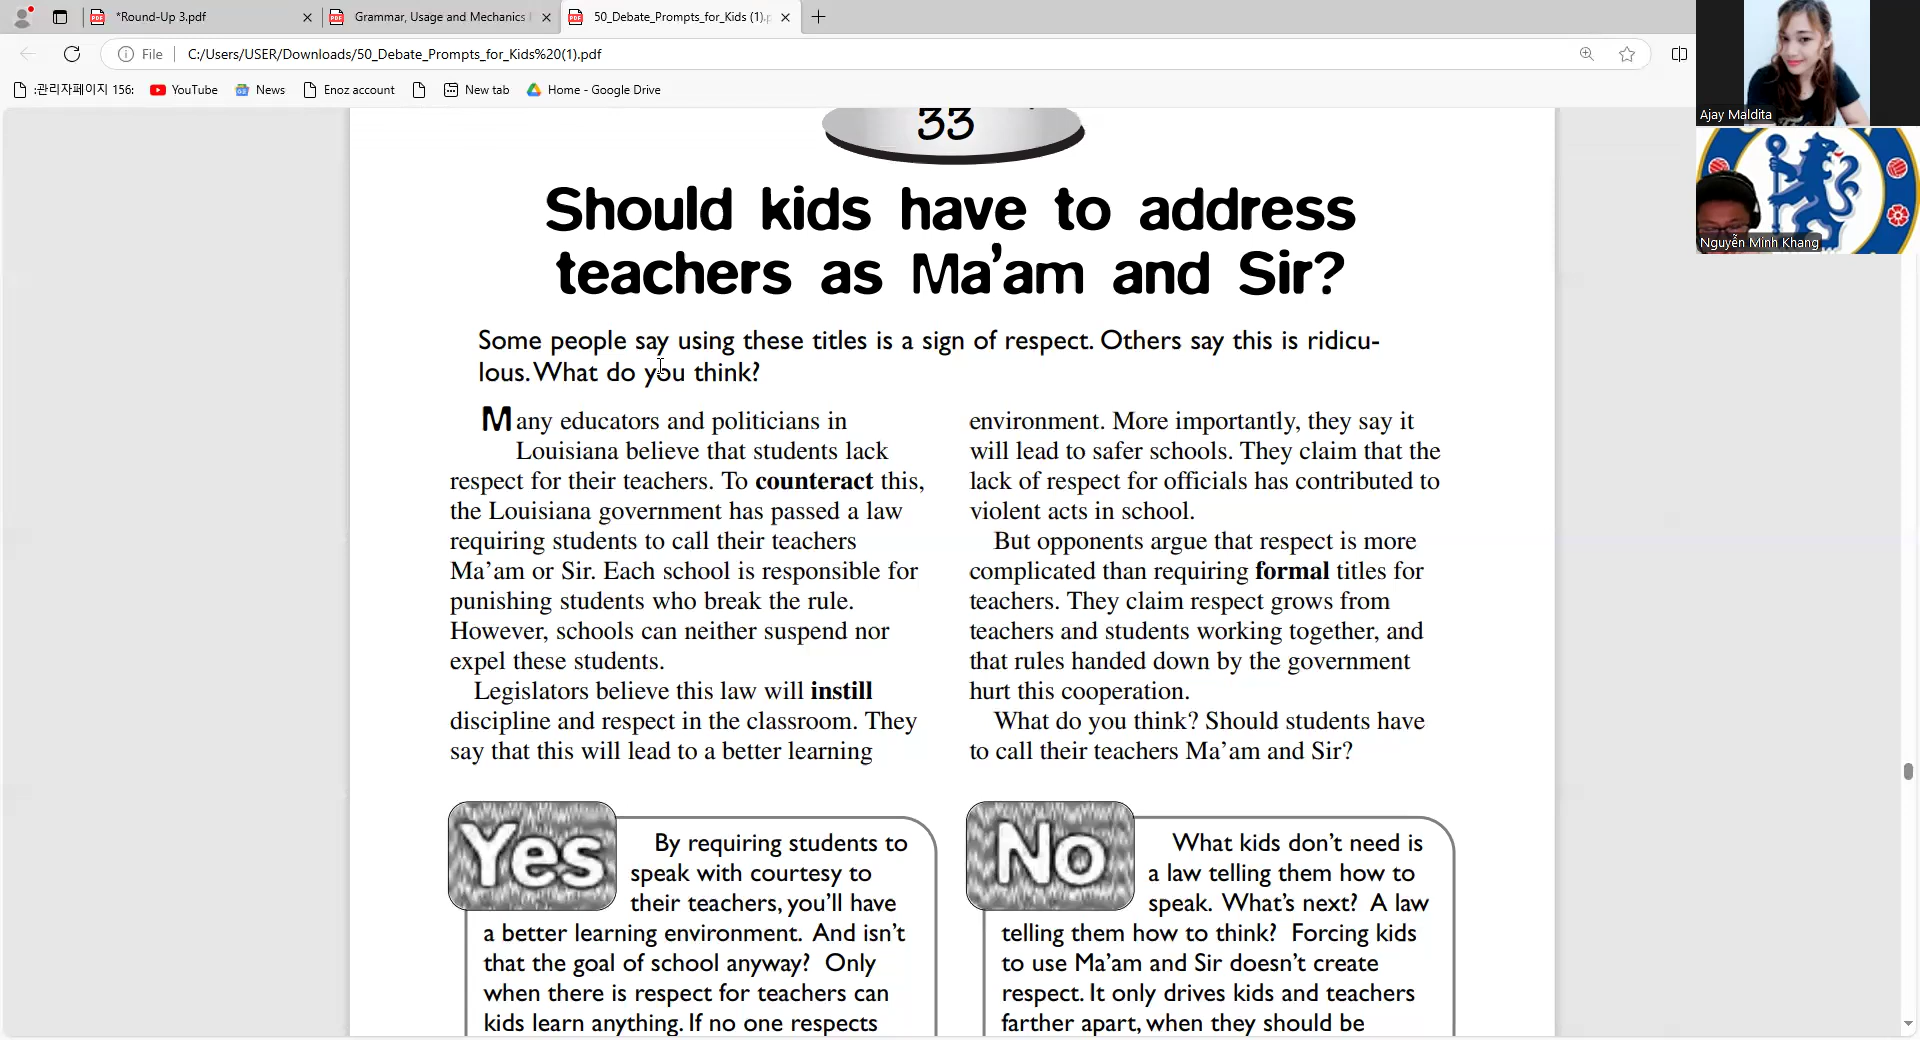 *Round-Up 3.pdf
Grammar, Usage and Mechanics
50_Debate_Prompts_for_Kids (1).p
File
C:/Users/USER/Downloads/50_Debate_Prompts_for_Kids%20(1).pdf
:관리자페이지 156:
YouTube
News
Enoz account
New tab
Home - Google Drive
Ajay Maldita
Nguyễn Minh Khang
33
Should kids have to address
teachers as Ma’am and Sir?
Some people say using these titles is a sign of respect. Others say this is ridicu-
lous. What do you think?
Many educators and politicians in
Louisiana believe that students lack
respect for their teachers. To counteract this,
the Louisiana government has passed a law
requiring students to call their teachers
Ma’am or Sir. Each school is responsible for
punishing students who break the rule.
However, schools can neither suspend nor
expel these students.
Legislators believe this law will instill
discipline and respect in the classroom. They
say that this will lead to a better learning
environment. More importantly, they say it
will lead to safer schools. They claim that the
lack of respect for officials has contributed to
violent acts in school.
But opponents argue that respect is more
complicated than requiring formal titles for
teachers. They claim respect grows from
teachers and students working together, and
that rules handed down by the government
hurt this cooperation.
What do you think? Should students have
to call their teachers Ma’am and Sir?
Yes
By requiring students to
speak with courtesy to
their teachers, you’ll have
a better learning environment. And isn’t
that the goal of school anyway? Only
when there is respect for teachers can
kids learn anything. If no one respects
No
What kids don’t need is
a law telling them how to
speak. What’s next? A law
telling them how to think? Forcing kids
to use Ma’am and Sir doesn’t create
respect. It only drives kids and teachers
farther apart, when they should be